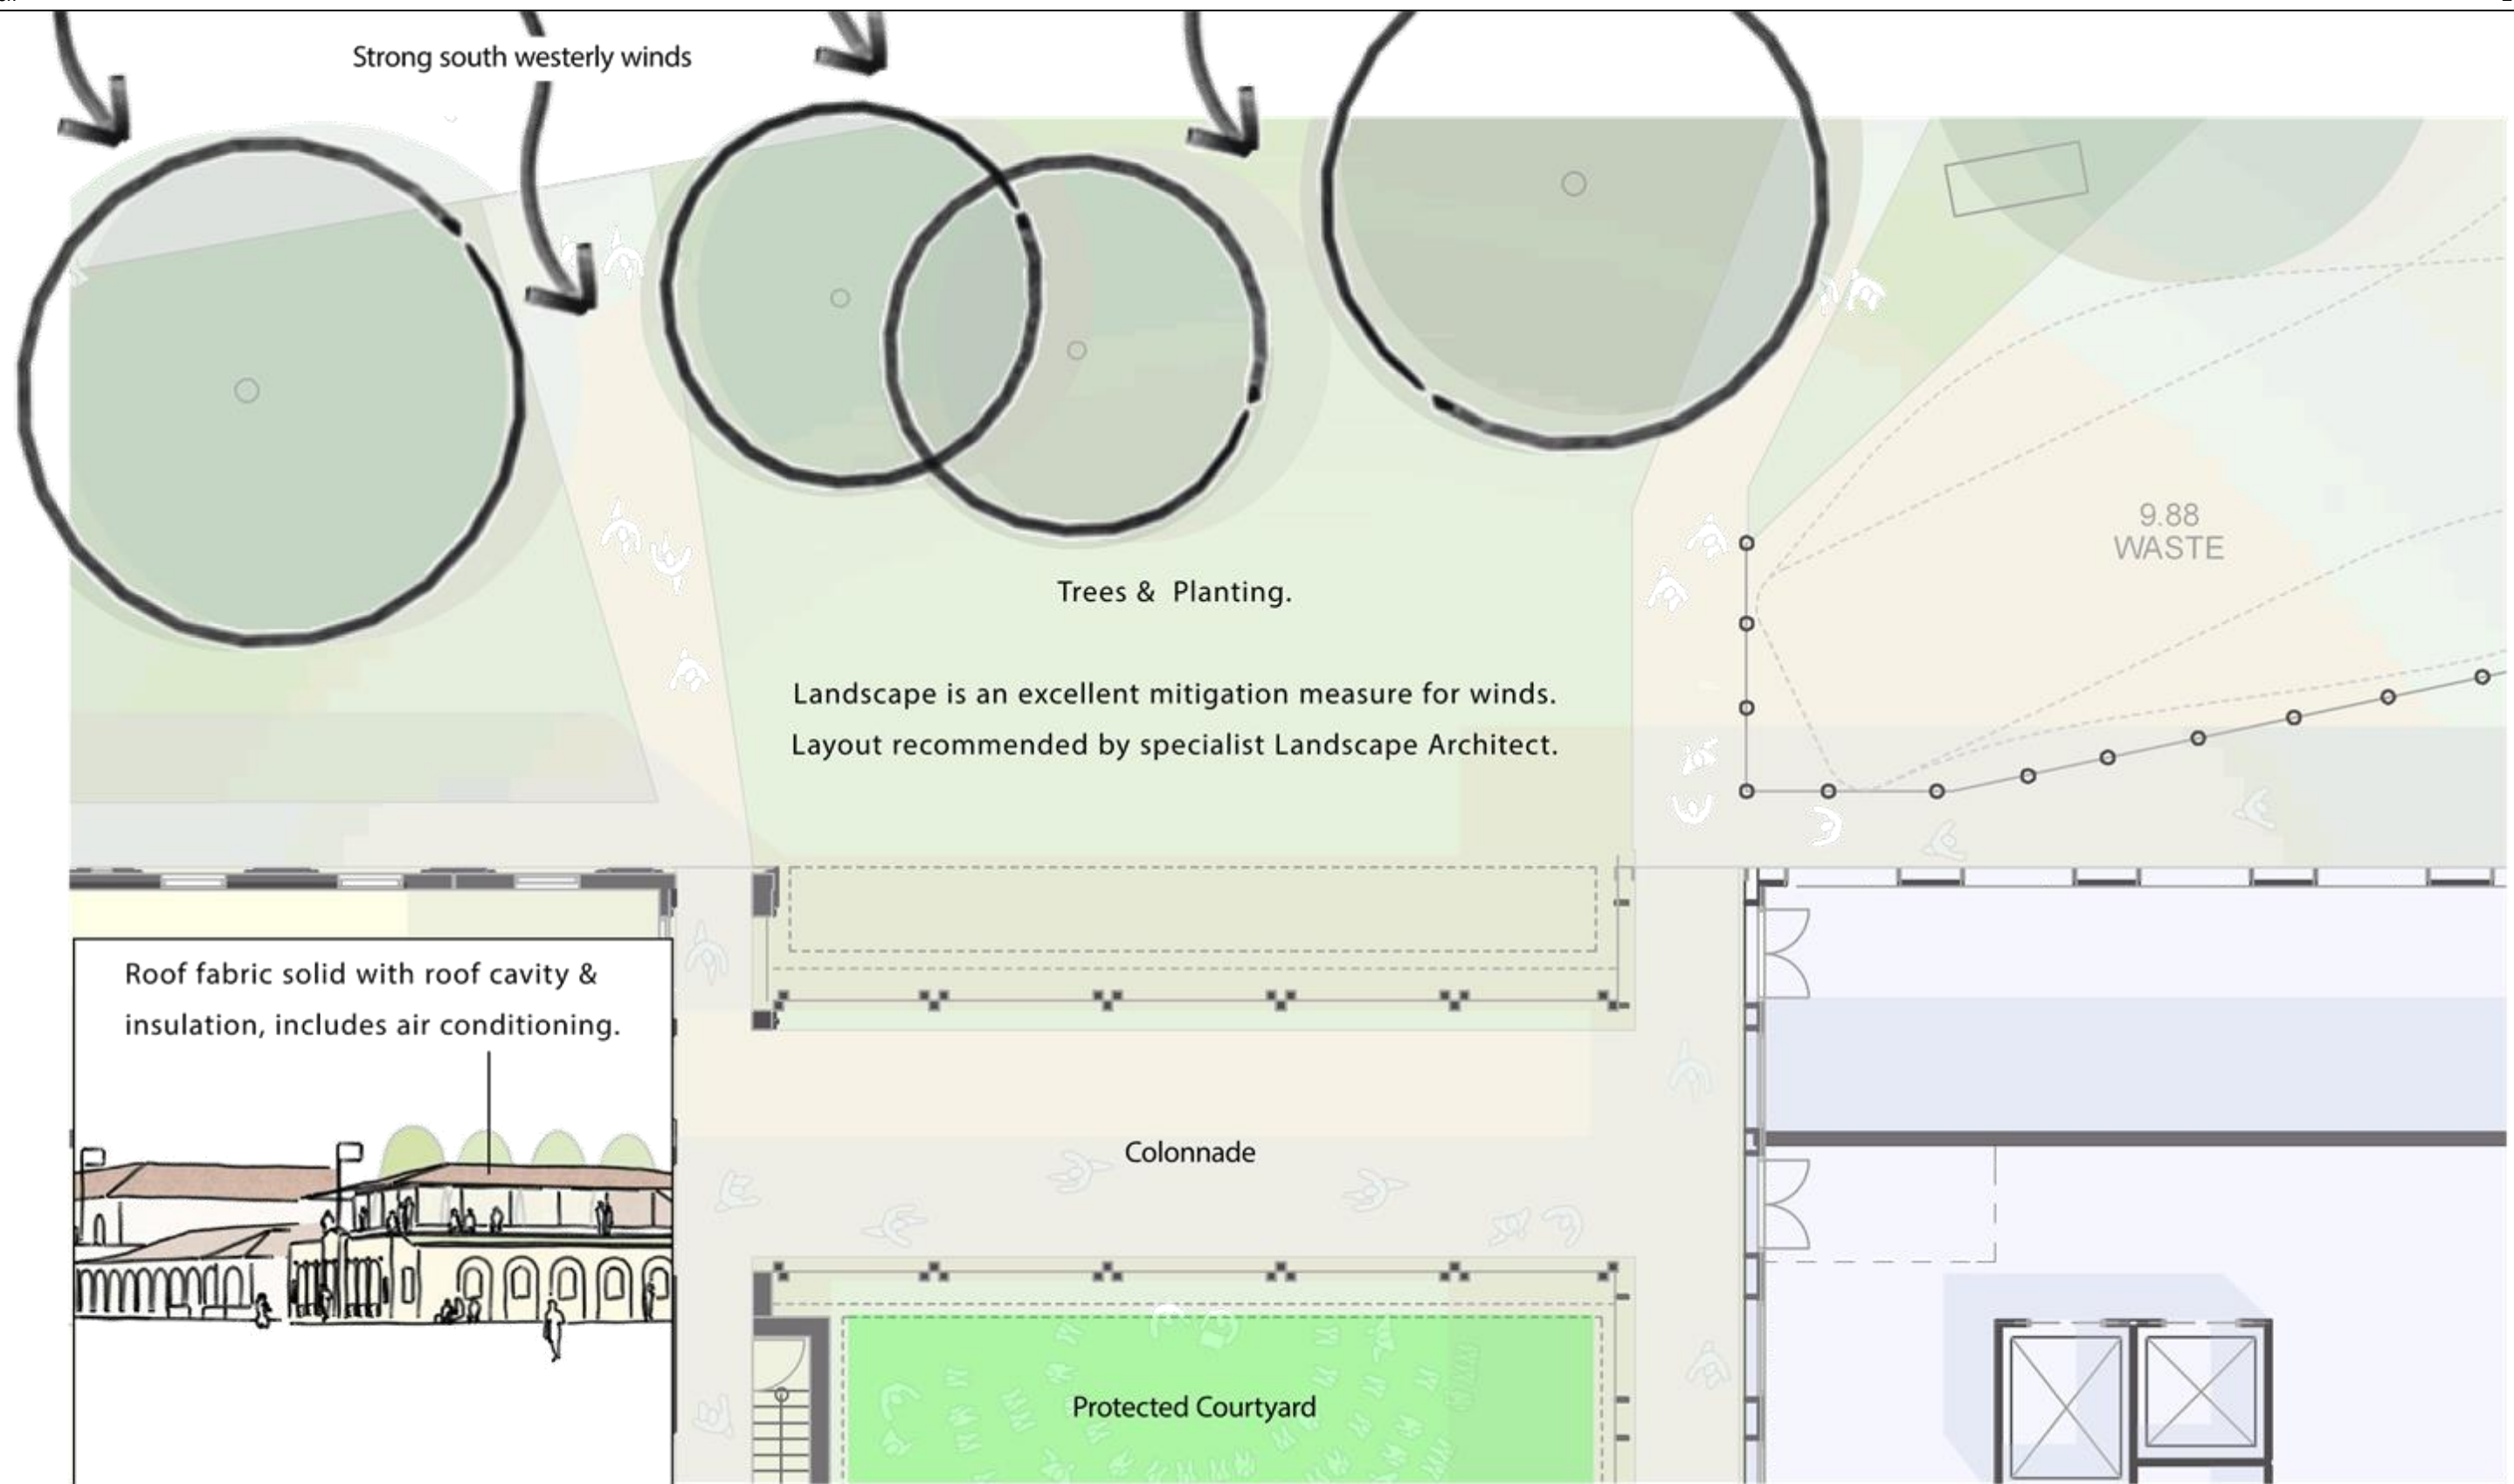 Strong south westerly winds
9.88
WASTE
Trees & Planting.
Landscape is an excellent mitigation measure for winds.
Layout recommended by specialist Landscape Architect.
Roof fabric solid with roof cavity &
insulation, includes air conditioning.
Colonnade
Protected Courtyard